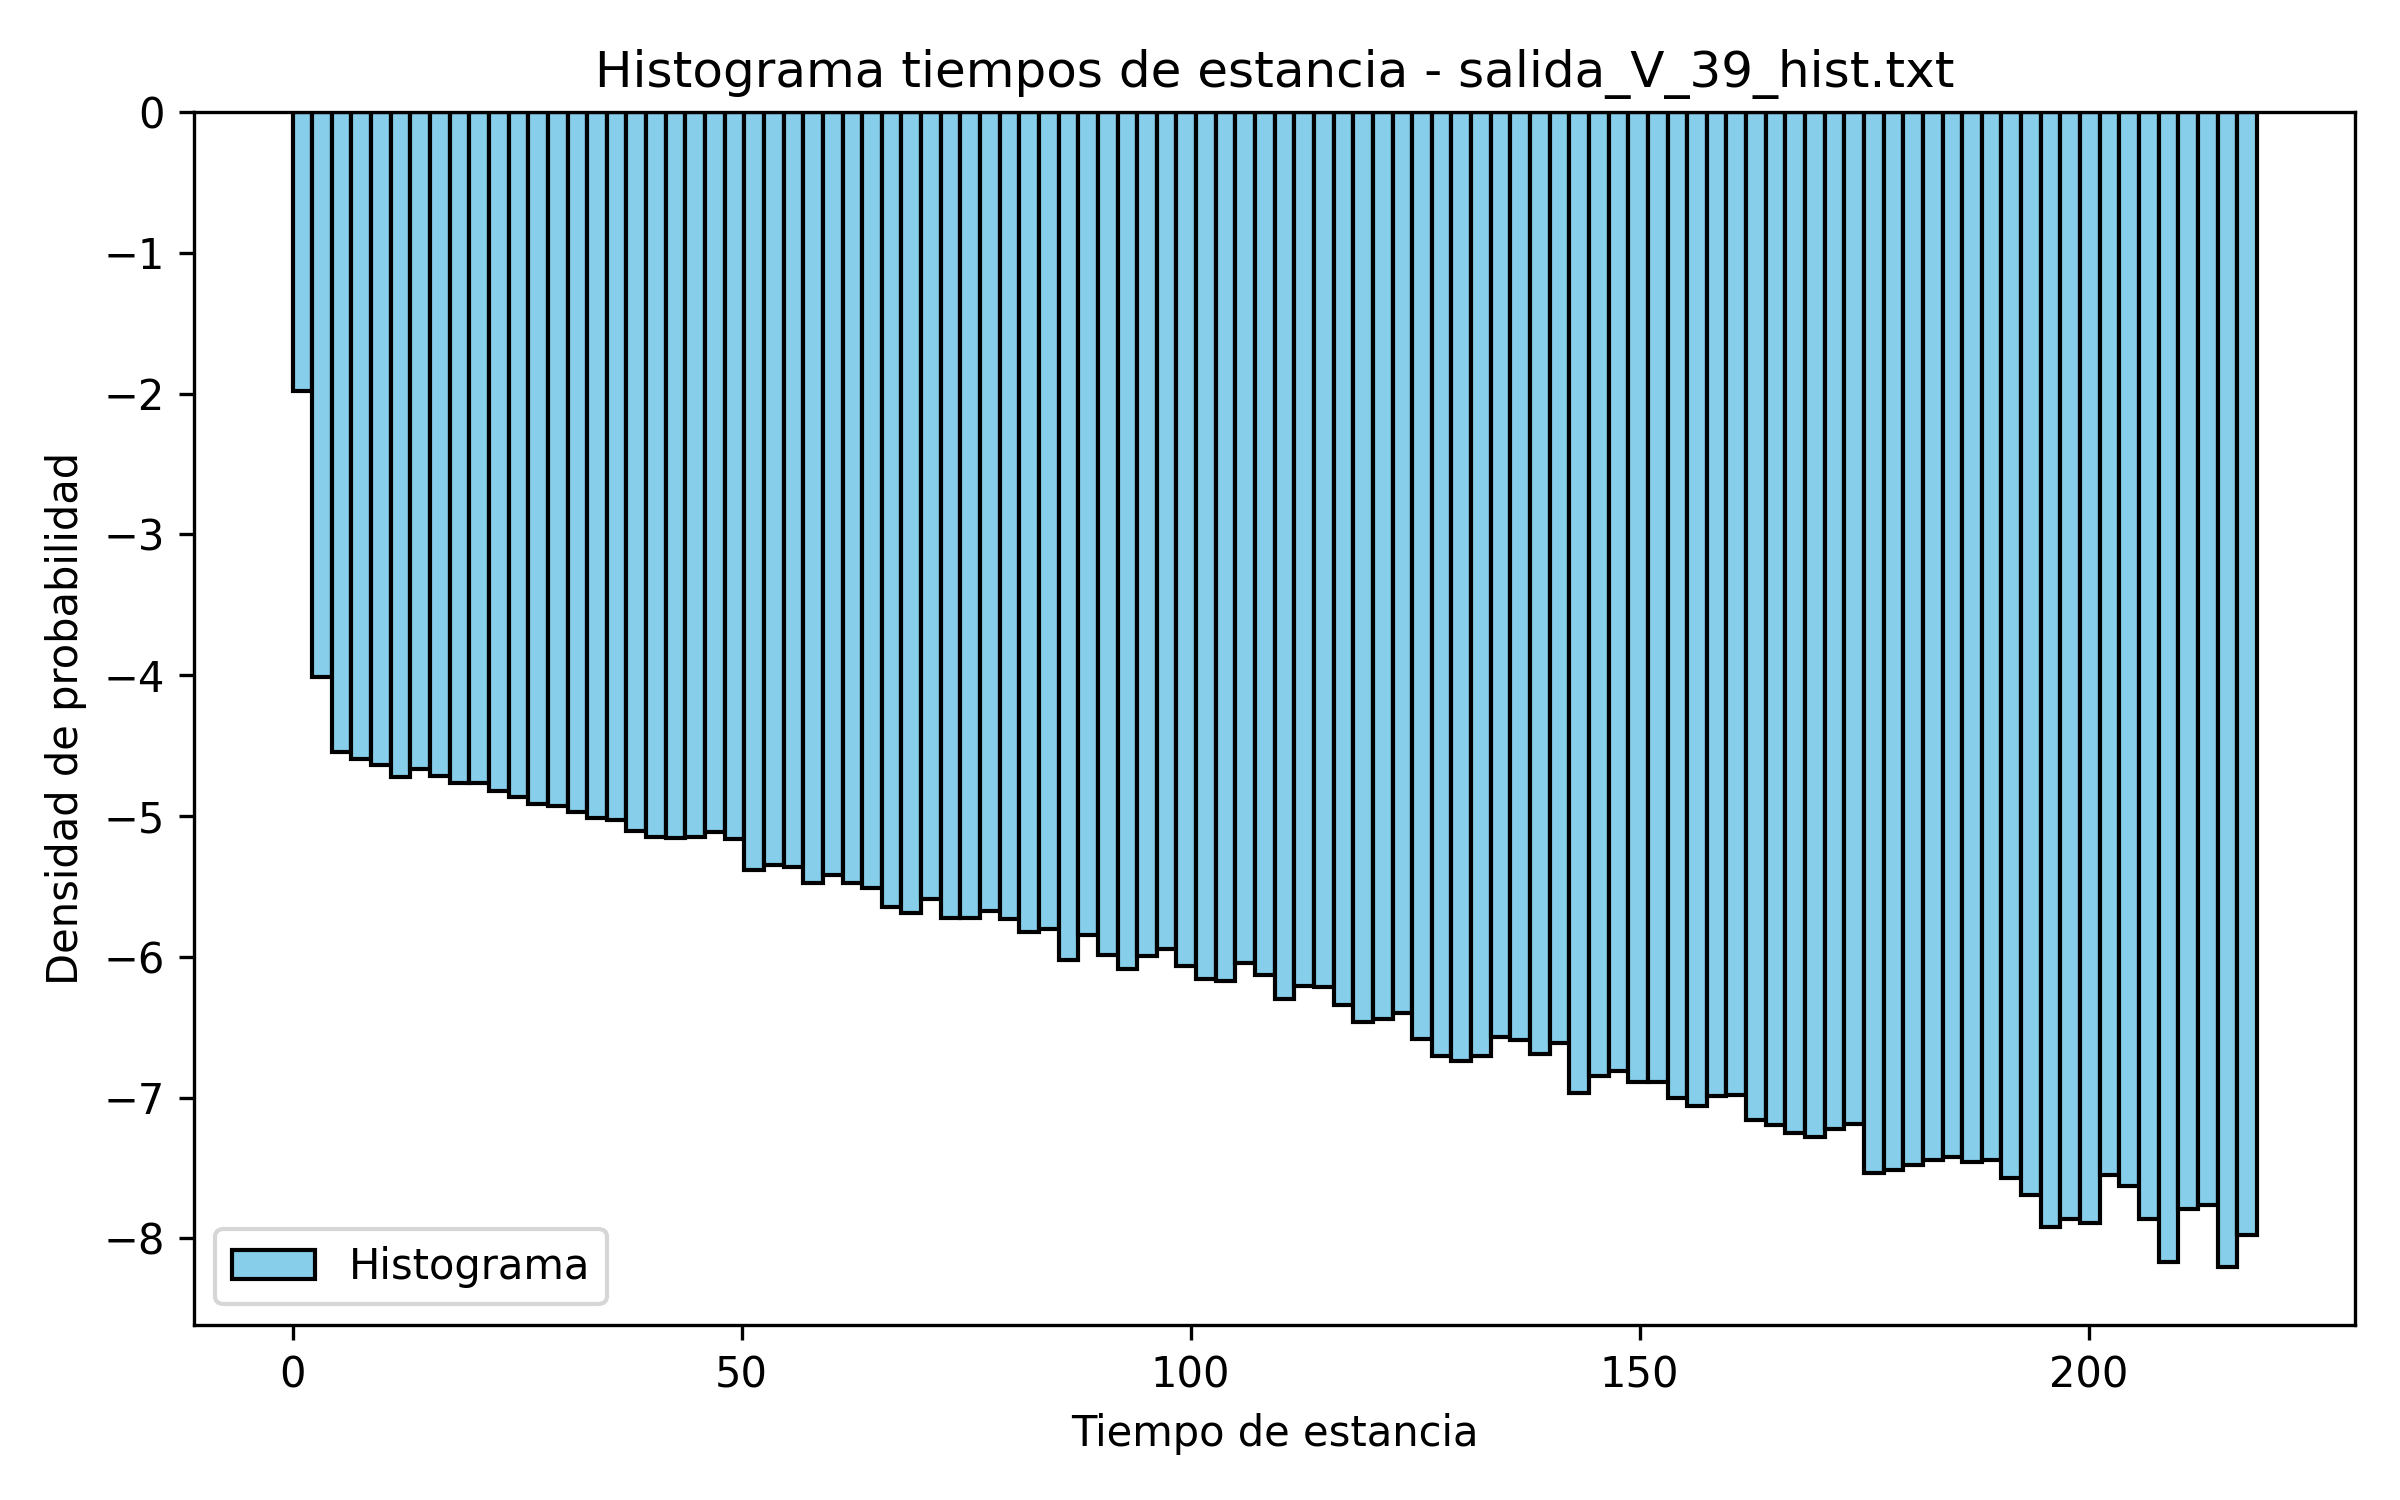 Histograma tiempos de estancia - salida_V_39_hist.txt
0
−1
−2
−3
−4
−5
−6
−7
−8
Densidad de probabilidad
Histograma
0 50 100 150 200
Tiempo de estancia